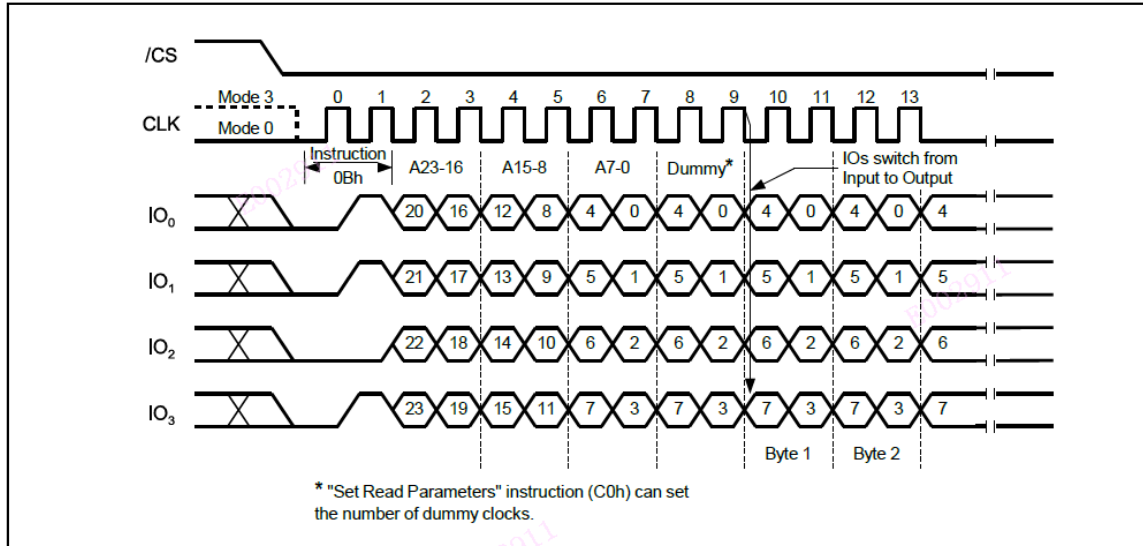 /CS
Mode 3 0 1 2 3 4 5 6 7 8 9 10 11 12 13
CLK Mode 0
Instruction A23-16 A15-8 A7-0 Dummy* IOs switch from
0Bh Input to Output
IO0 20 16 12 8 4 0 4 0 4 0 4 0 4
IO1 21 17 13 9 5 1 5 1 5 1 5 1 5
IO2 22 18 14 10 6 2 6 2 6 2 6 2 6
IO3 23 19 15 11 7 3 7 3 7 3 7 3 7
Byte 1 Byte 2
* "Set Read Parameters" instruction (C0h) can set
the number of dummy clocks.
E002911